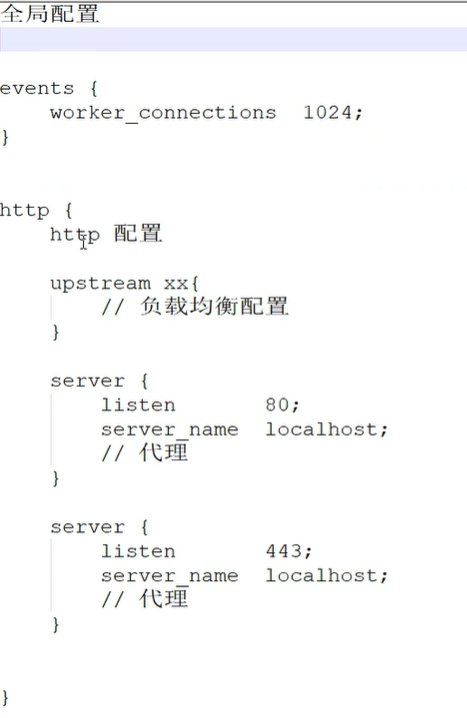 全局配置
events {
worker_connections  1024;
}
http {
http 配置
upstream xx{
// 负载均衡配置
}
server {
listen       80;
server_name  localhost;
// 代理
}
server {
listen       443;
server_name  localhost;
// 代理
}
}